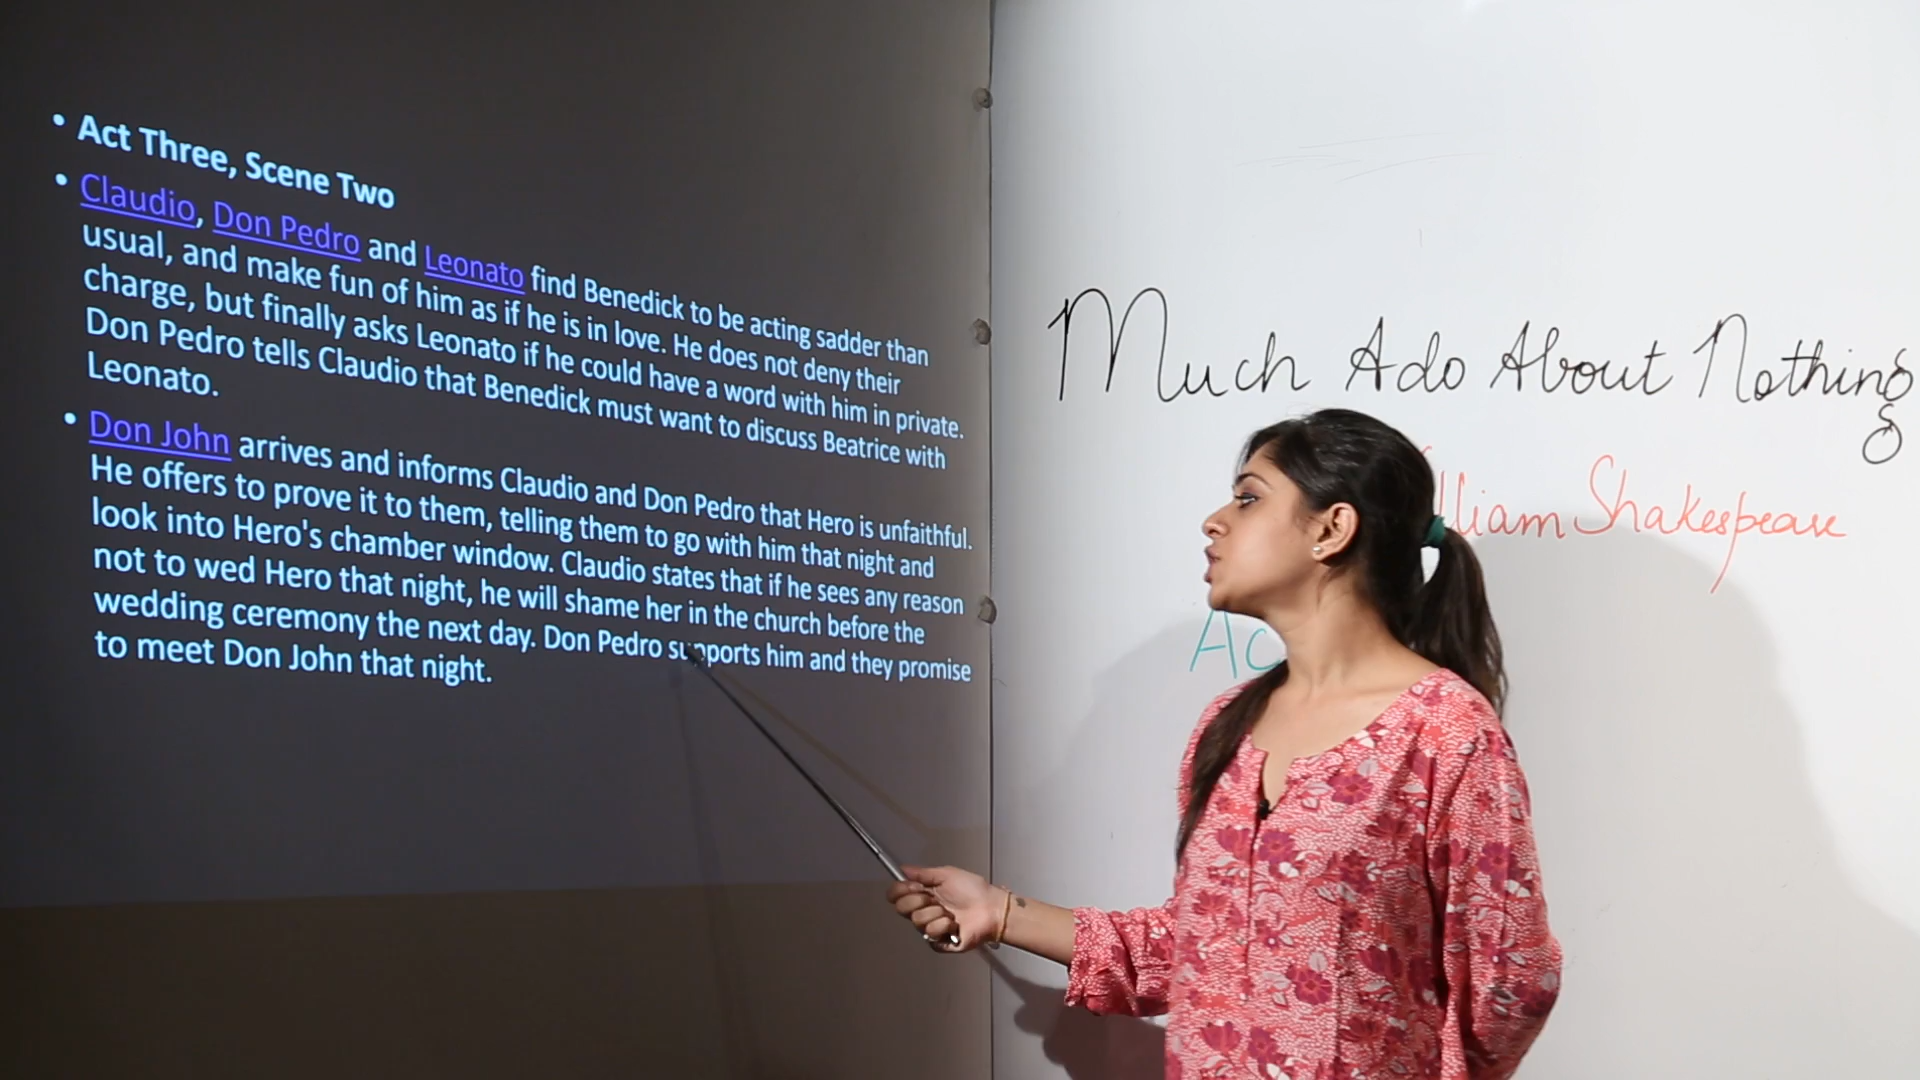 • Act Three, Scene Two
• Claudio, Don Pedro and Leonato find Benedick to be acting sadder than
usual, and make fun of him as if he is in love. He does not deny their
charge, but finally asks Leonato if he could have a word with him in private.
Don Pedro tells Claudio that Benedick must want to discuss Beatrice with
Leonato.
• Don John arrives and informs Claudio and Don Pedro that Hero is unfaithful.
He offers to prove it to them, telling them to go with him that night and
look into Hero's chamber window. Claudio states that if he sees any reason
not to wed Hero that night, he will shame her in the church before the
wedding ceremony the next day. Don Pedro supports him and they promise
to meet Don John that night.
Much Ado About Nothing
Shakespeare